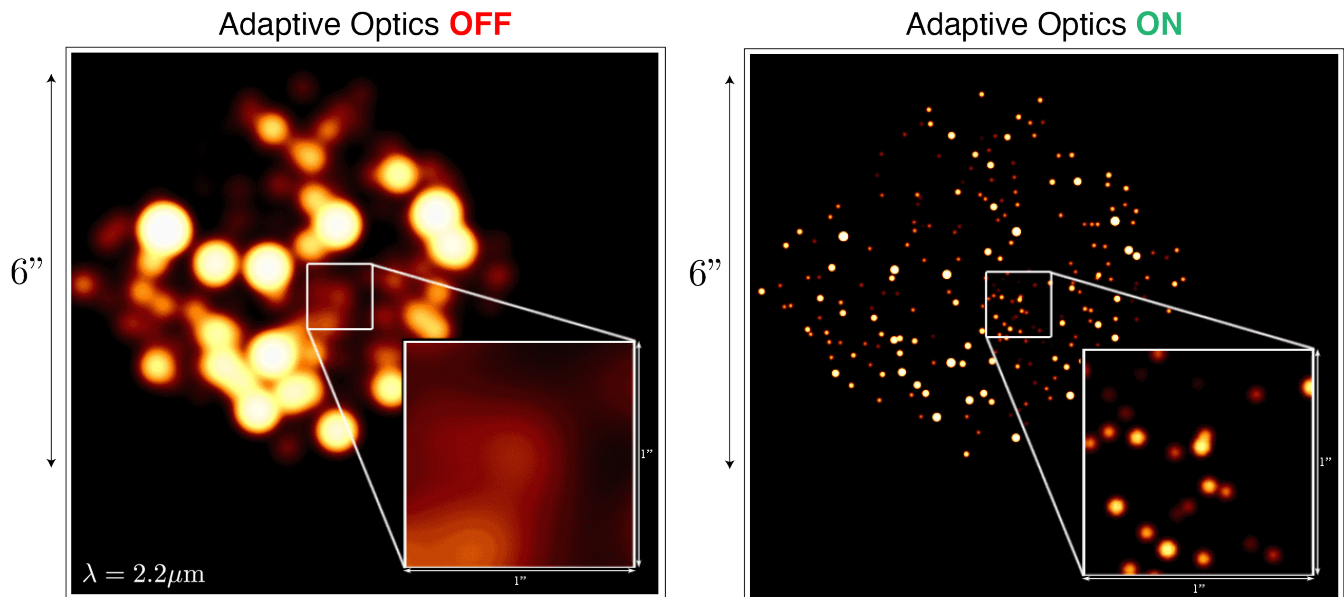 Adaptive Optics OFF
Adaptive Optics ON
6”
6”
1”
1”
1”
1”
λ = 2.2μm